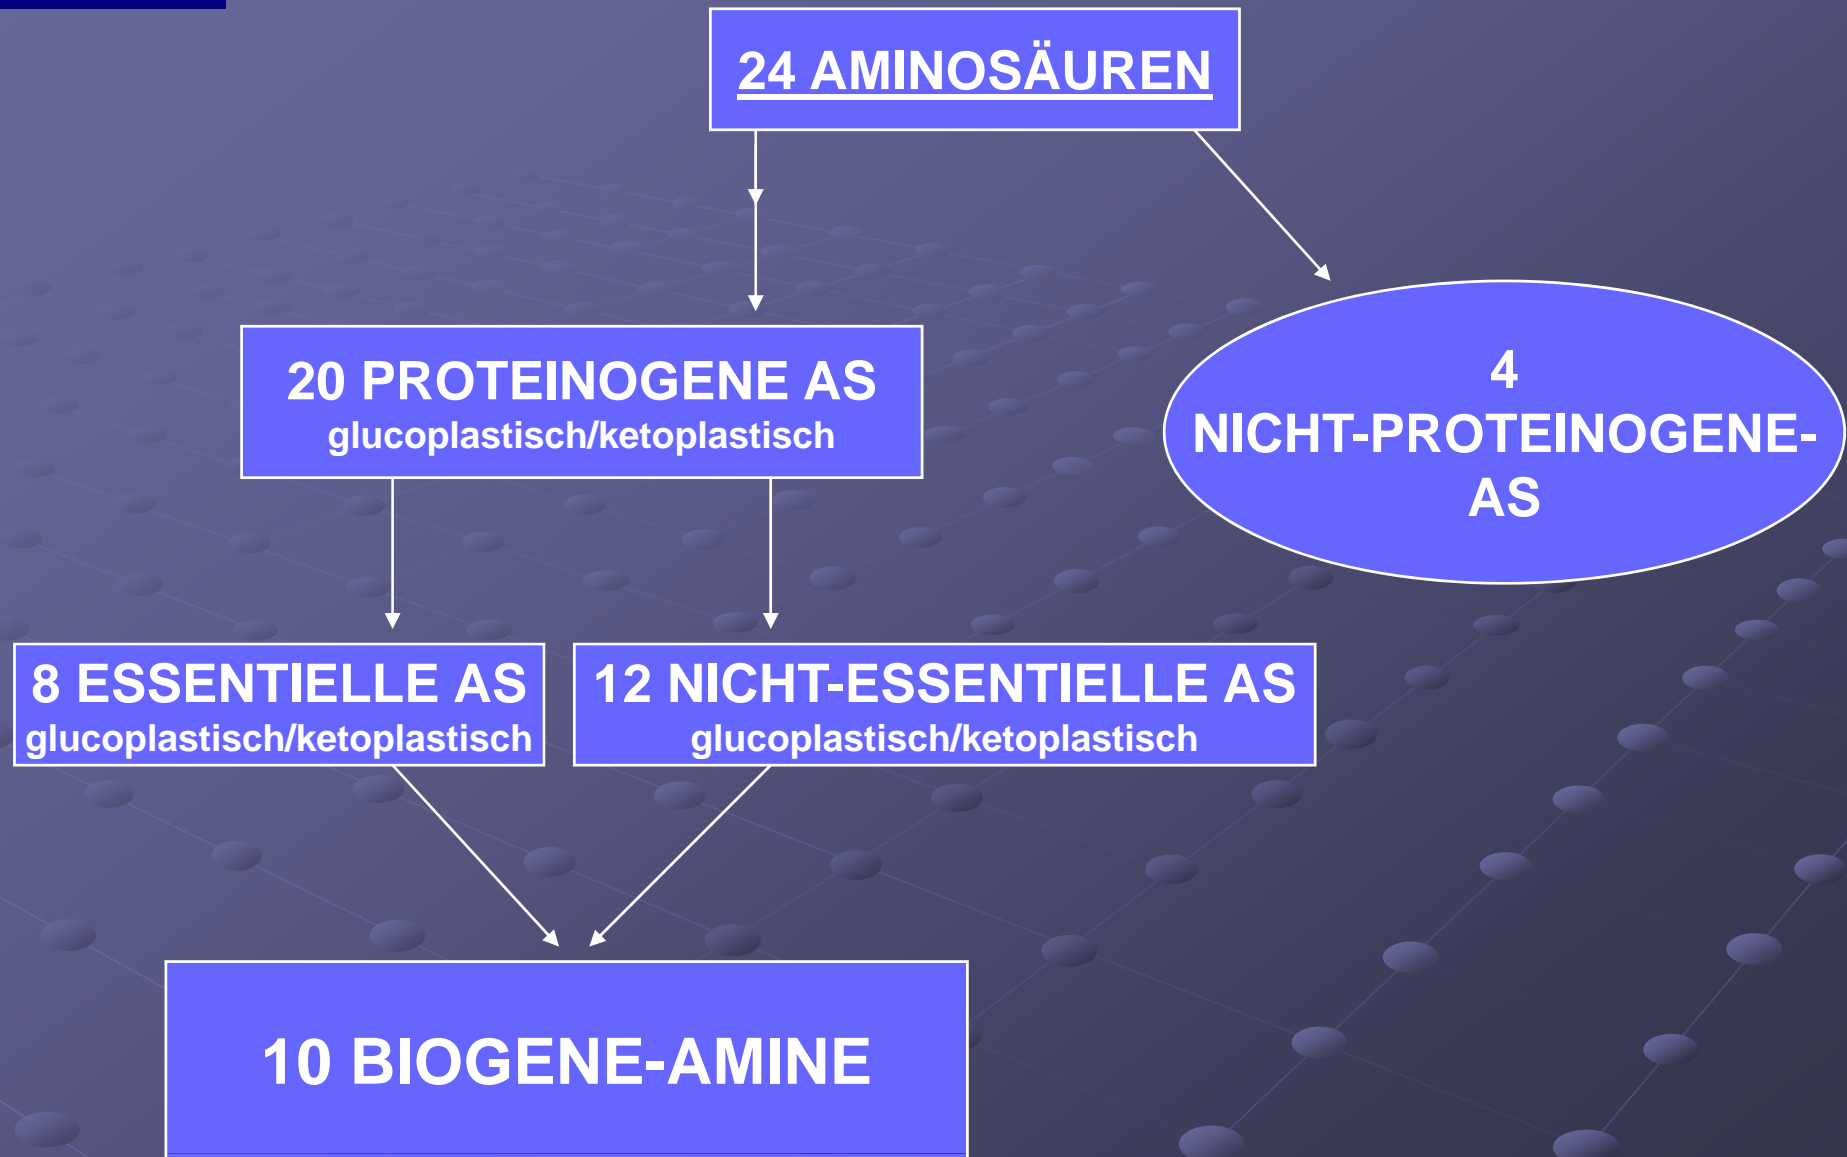 24 AMINOSÄUREN
20 PROTEINOGENE AS
glucoplastisch/ketoplastisch
4
NICHT-PROTEINOGENE-
AS
8 ESSENTIELLE AS
glucoplastisch/ketoplastisch
12 NICHT-ESSENTIELLE AS
glucoplastisch/ketoplastisch
10 BIOGENE-AMINE